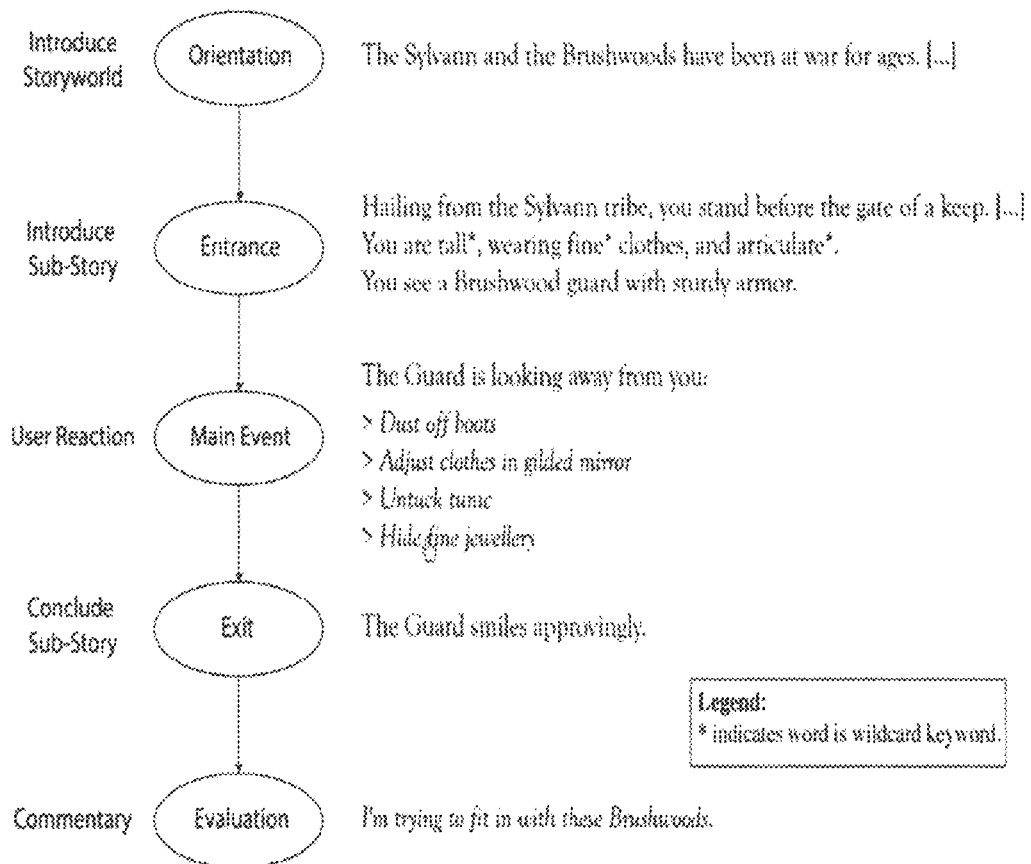 Introduce
Storyworld
Orientation
The Sylvann and the Brushwoods have been at war for ages. [...]
Introduce
Sub-Story
Entrance
Hailing from the Sylvann tribe, you stand before the gate of a keep. [...]
You are tall*, wearing fine* clothes, and articulate*.
You see a Brushwood guard with sturdy armor.
User Reaction
Main Event
The Guard is looking away from you:
> Dust off boots
> Adjust clothes in gilded mirror
> Untuck tunic
> Hide fine jewellery
Conclude
Sub-Story
Exit
The Guard smiles approvingly.
Legend:
* indicates word is wildcard keyword.
Commentary
Evaluation
I'm trying to fit in with these Brushwoods.